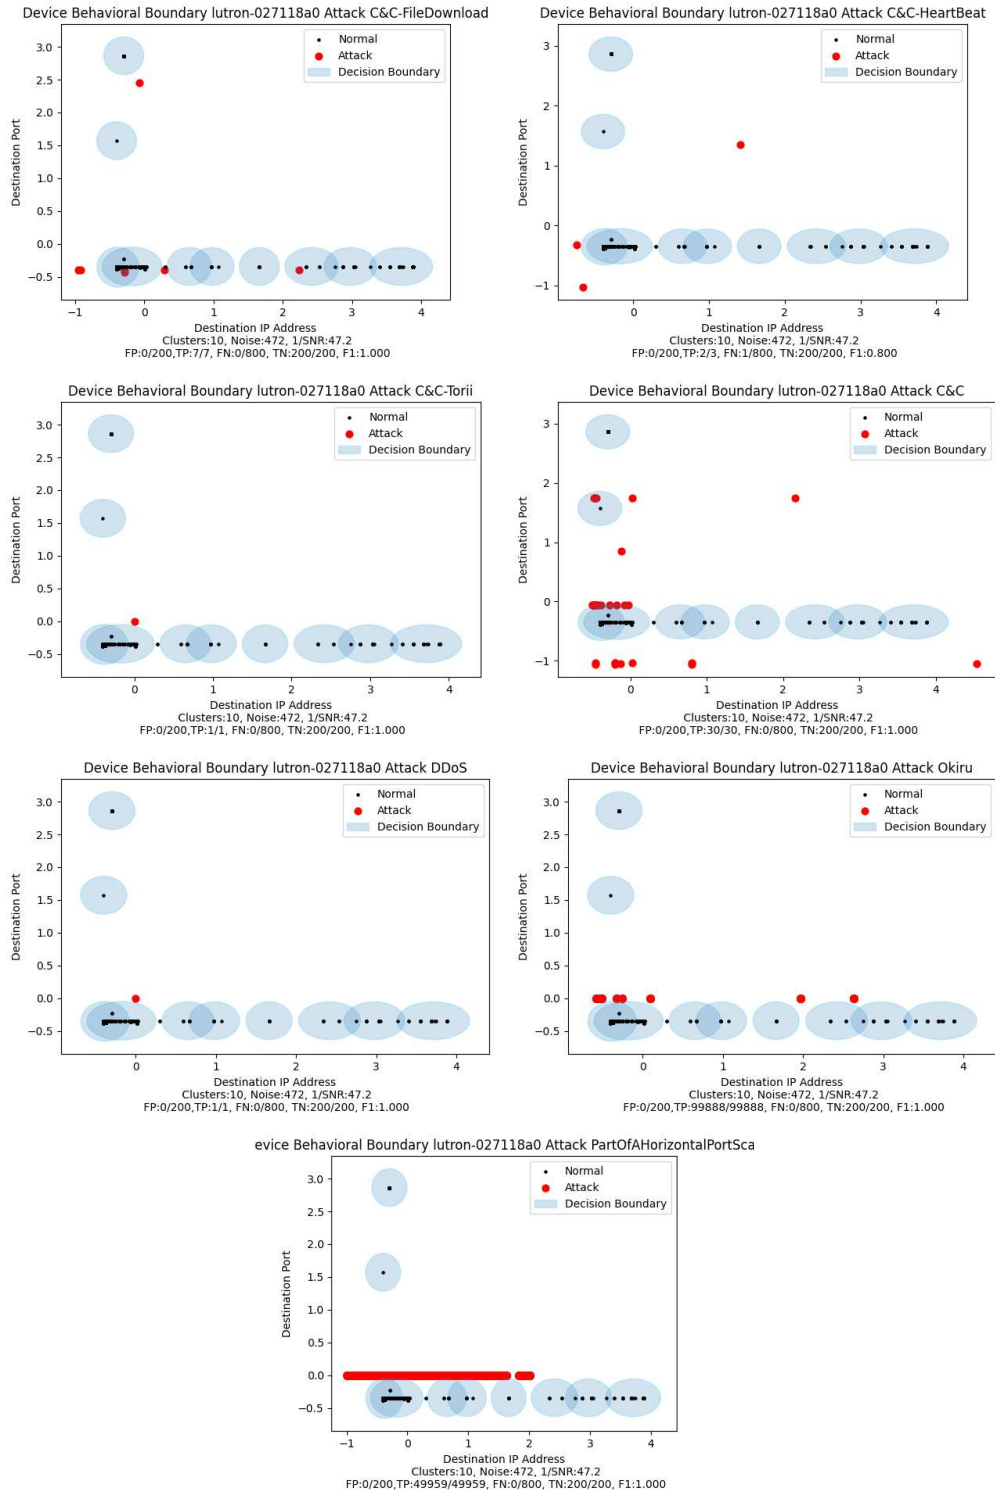 Device Behavioral Boundary lutron-027118a0 Attack C&C-FileDownload
Normal
Attack
Decision Boundary
3.0
2.5
2.0
1.5
1.0
0.5
0.0
−0.5
Destination Port
−1 0 1 2 3 4
Destination IP Address
Clusters:10, Noise:472, 1/SNR:47.2
FP:0/200,TP:7/7, FN:0/800, TN:200/200, F1:1.000
Device Behavioral Boundary lutron-027118a0 Attack C&C-HeartBeat
Normal
Attack
Decision Boundary
3
2
1
0
−1
Destination Port
0 1 2 3 4
Destination IP Address
Clusters:10, Noise:472, 1/SNR:47.2
FP:0/200,TP:2/3, FN:1/800, TN:200/200, F1:0.800
Device Behavioral Boundary lutron-027118a0 Attack C&C-Torii
Normal
Attack
Decision Boundary
3.0
2.5
2.0
1.5
1.0
0.5
0.0
−0.5
Destination Port
0 1 2 3 4
Destination IP Address
Clusters:10, Noise:472, 1/SNR:47.2
FP:0/200,TP:1/1, FN:0/800, TN:200/200, F1:1.000
Device Behavioral Boundary lutron-027118a0 Attack C&C
Normal
Attack
Decision Boundary
3
2
1
0
−1
Destination Port
0 1 2 3 4
Destination IP Address
Clusters:10, Noise:472, 1/SNR:47.2
FP:0/200,TP:30/30, FN:0/800, TN:200/200, F1:1.000
Device Behavioral Boundary lutron-027118a0 Attack DDoS
Normal
Attack
Decision Boundary
3.0
2.5
2.0
1.5
1.0
0.5
0.0
−0.5
Destination Port
0 1 2 3 4
Destination IP Address
Clusters:10, Noise:472, 1/SNR:47.2
FP:0/200,TP:1/1, FN:0/800, TN:200/200, F1:1.000
Device Behavioral Boundary lutron-027118a0 Attack Okiru
Normal
Attack
Decision Boundary
3.0
2.5
2.0
1.5
1.0
0.5
0.0
−0.5
Destination Port
0 1 2 3 4
Destination IP Address
Clusters:10, Noise:472, 1/SNR:47.2
FP:0/200,TP:99888/99888, FN:0/800, TN:200/200, F1:1.000
evice Behavioral Boundary lutron-027118a0 Attack PartOfAHorizontalPortSca
Normal
Attack
Decision Boundary
3.0
2.5
2.0
1.5
1.0
0.5
0.0
−0.5
Destination Port
−1 0 1 2 3 4
Destination IP Address
Clusters:10, Noise:472, 1/SNR:47.2
FP:0/200,TP:49959/49959, FN:0/800, TN:200/200, F1:1.000